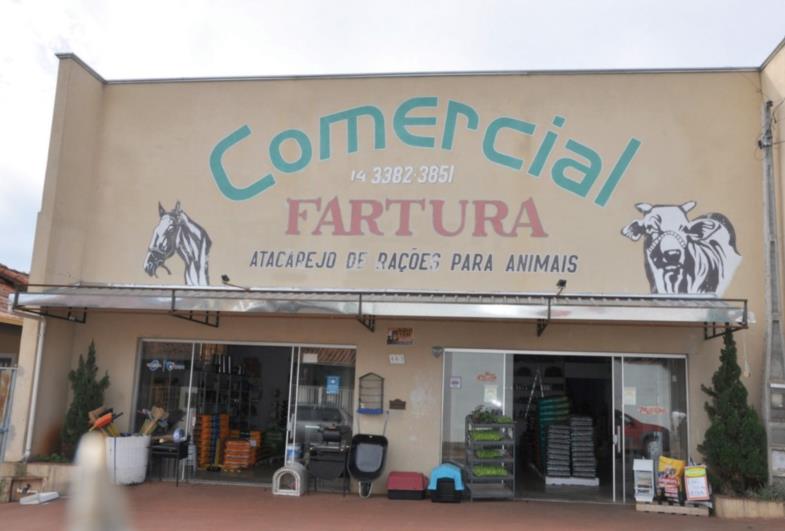 Comercial
14 3382-3851
FARTURA
ATACAREJO DE RAÇÕES PARA ANIMAIS